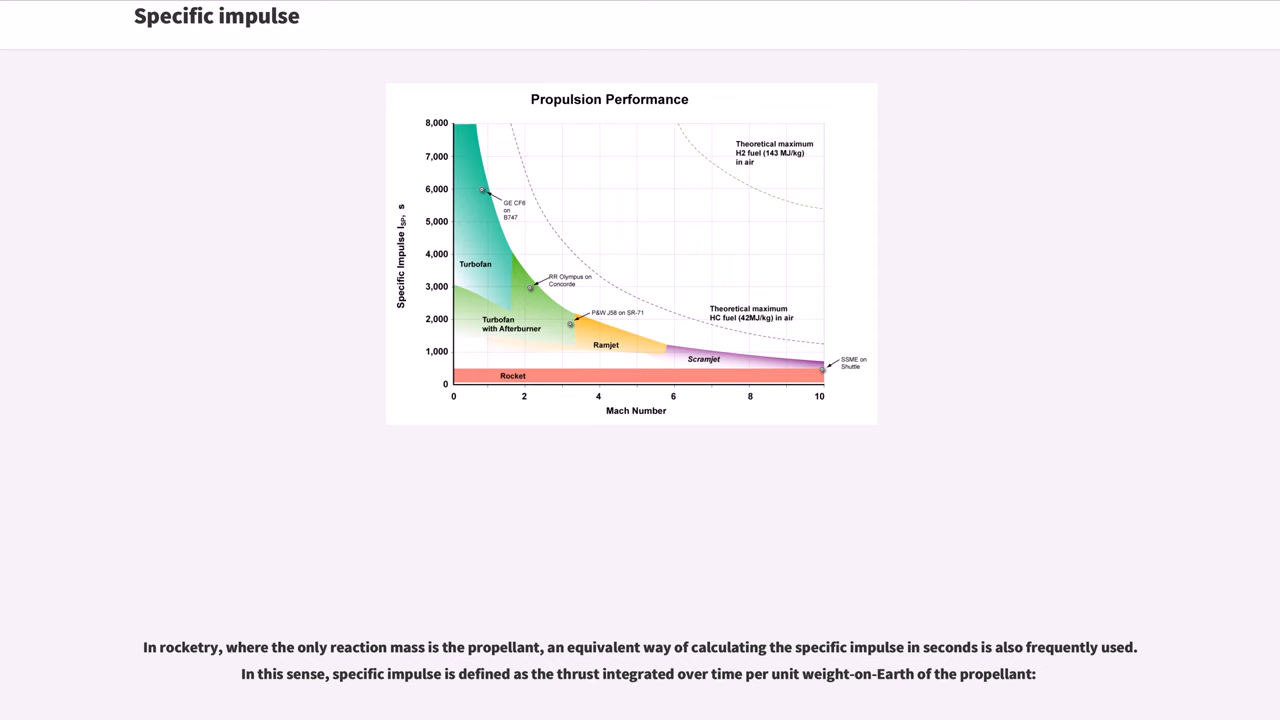 Specific impulse
Propulsion Performance
8,000
7,000
6,000
5,000
4,000
3,000
2,000
1,000
0
Specific Impulse ISP, s
Theoretical maximum
H2 fuel (143 MJ/kg)
in air
GE CF6
on
B747
Turbofan
RR Olympus on
Concorde
P&W J58 on SR-71
Theoretical maximum
HC fuel (42MJ/kg) in air
Turbofan
with Afterburner
Ramjet
Scramjet
SSME on
Shuttle
Rocket
0 2 4 6 8 10
Mach Number
In rocketry, where the only reaction mass is the propellant, an equivalent way of calculating the specific impulse in seconds is also frequently used.
In this sense, specific impulse is defined as the thrust integrated over time per unit weight-on-Earth of the propellant: